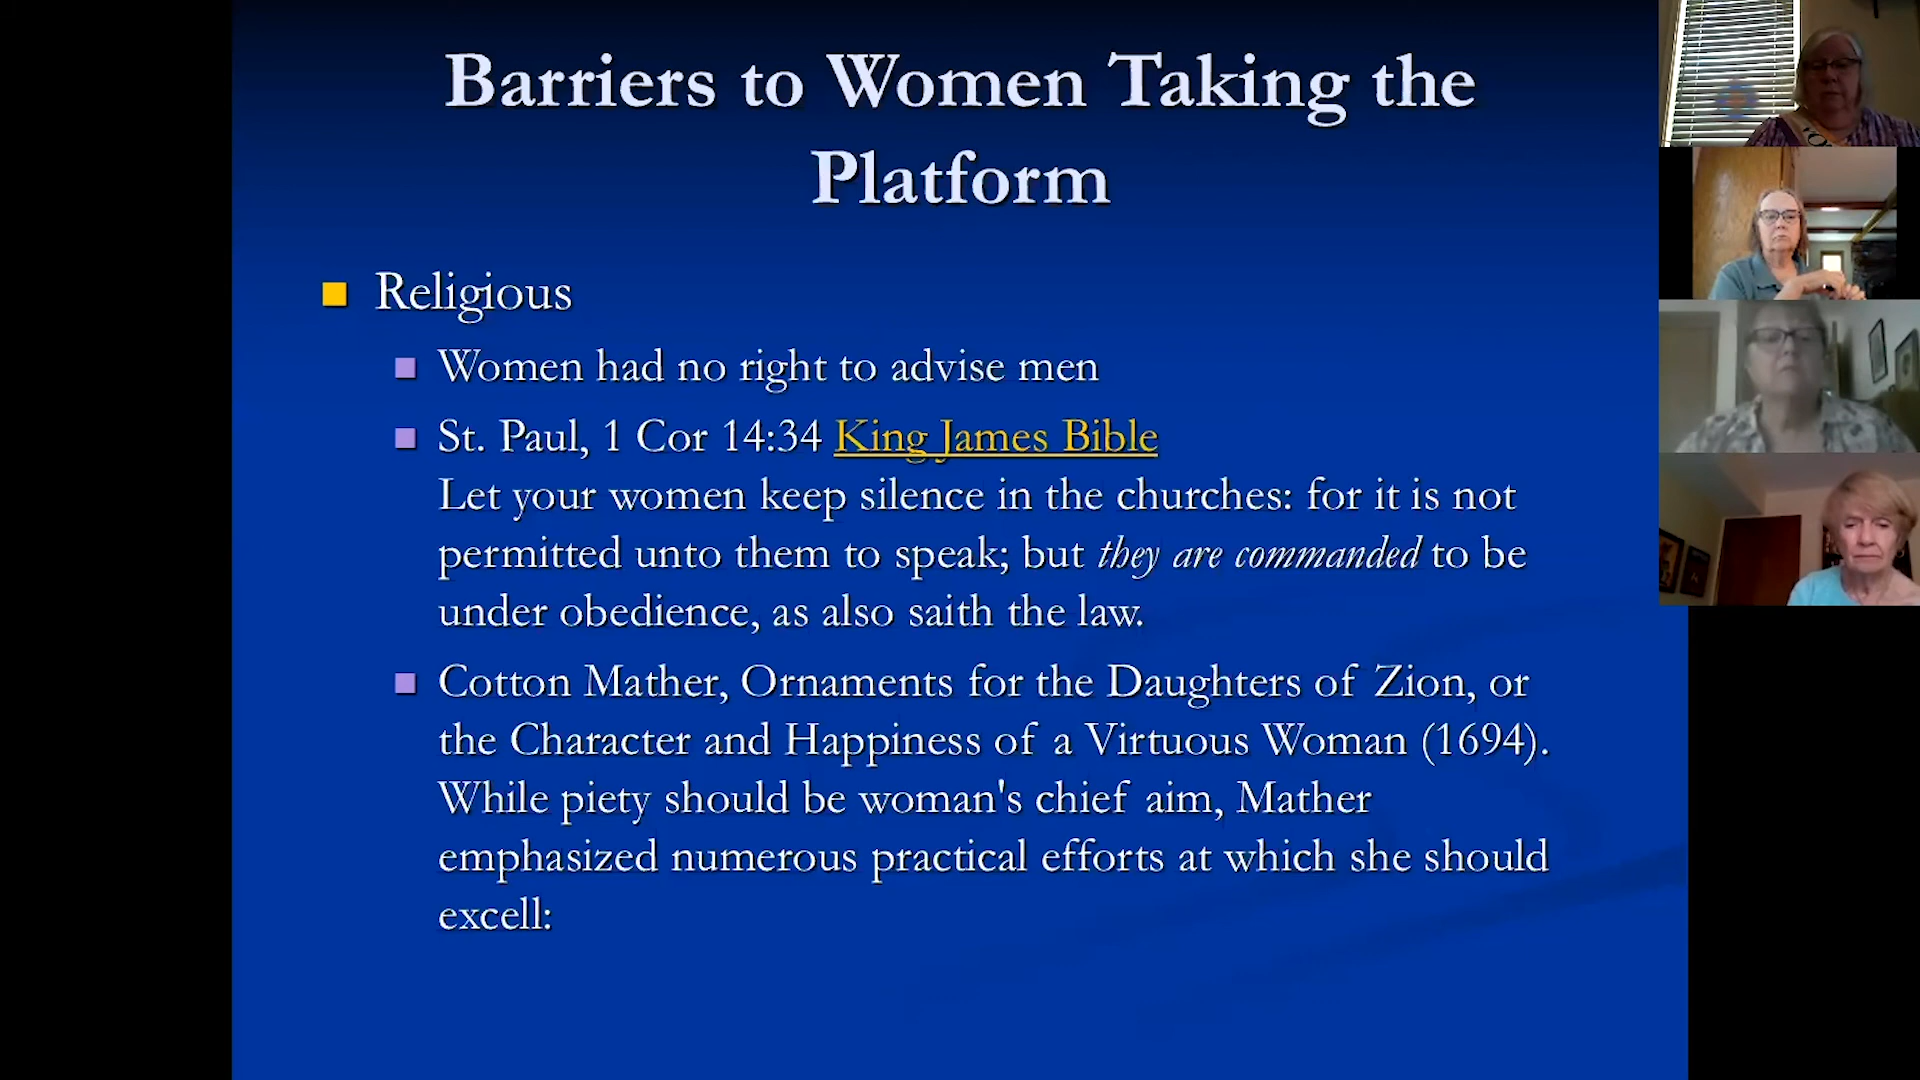 Barriers to Women Taking the
Platform
Religious
Women had no right to advise men
St. Paul, 1 Cor 14:34 King James Bible
Let your women keep silence in the churches: for it is not
permitted unto them to speak; but they are commanded to be
under obedience, as also saith the law.
Cotton Mather, Ornaments for the Daughters of Zion, or
the Character and Happiness of a Virtuous Woman (1694).
While piety should be woman's chief aim, Mather
emphasized numerous practical efforts at which she should
excell: